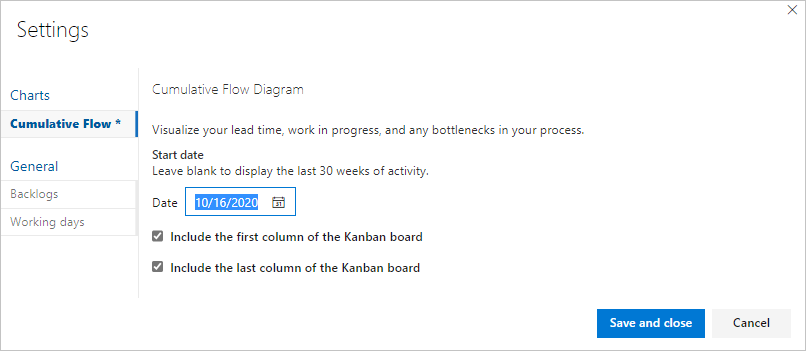 Settings
Charts
Cumulative Flow *
General
Backlogs
Working days
Cumulative Flow Diagram
Visualize your lead time, work in progress, and any bottlenecks in your process.
Start date
Leave blank to display the last 30 weeks of activity.
Date 10/16/2020
Include the first column of the Kanban board
Include the last column of the Kanban board
Save and close Cancel